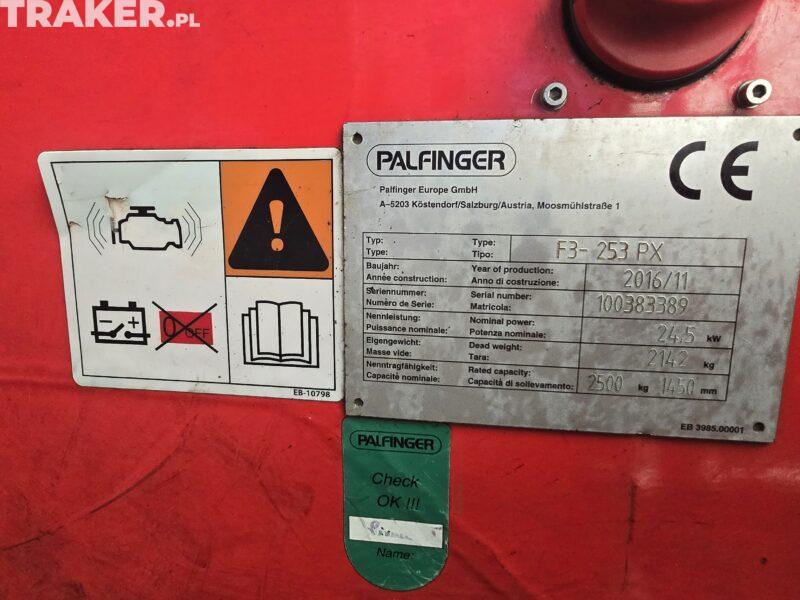 TRAKER.PL
PALFINGER
CE
Palfinger Europe GmbH
A-5203 Köstendorf/Salzburg/Austria, Moosmühlstraße 1
Typ: Type: F3-253 PX
Type: Tipo:
Baujahr: Year of production: 2016/11
Année construction: Anno di costruzione:
Seriennummer: Serial number: 100383389
Numéro de Serie: Matricola:
Nennleistung: Nominal power: 24,5 kW
Puissance nominale: Potenza nominale:
Eigengewicht: Dead weight: 2142 kg
Masse vide: Tara:
Nenntragfähigkeit: Rated capacity: 2500 kg 1450 mm
Capacité nominale: Capacità di sollevamento:
EB 3985.00001
- +
0 OFF
EB-10798
PALFINGER
Check
OK !!!
Name: